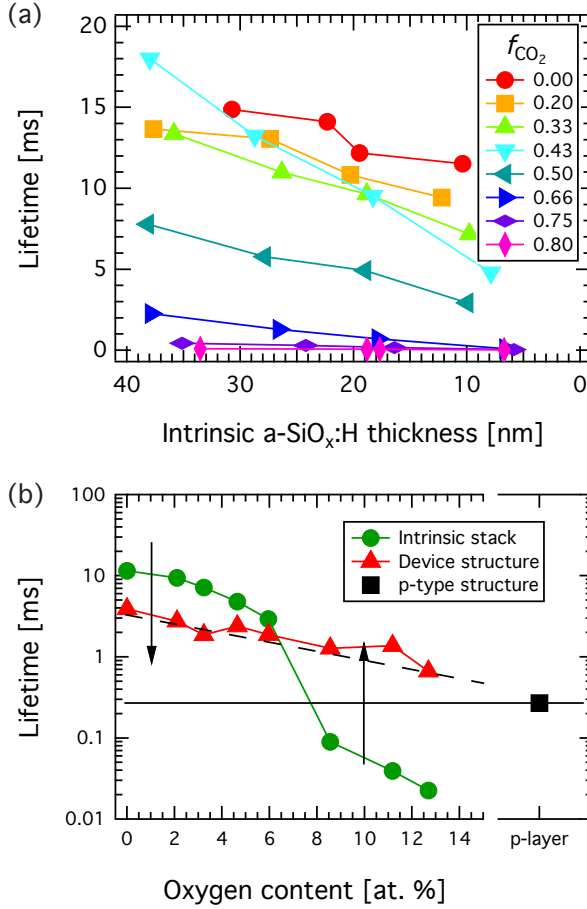 (a)
20
15
10
5
0
Lifetime [ms]
fCO2
0.00
0.20
0.33
0.43
0.50
0.66
0.75
0.80
40 30 20 10 0
Intrinsic a-SiOx:H thickness [nm]
(b)
100
10
1
0.1
0.01
Lifetime [ms]
Intrinsic stack
Device structure
p-type structure
0 2 4 6 8 10 12 14 p-layer
Oxygen content [at. %]